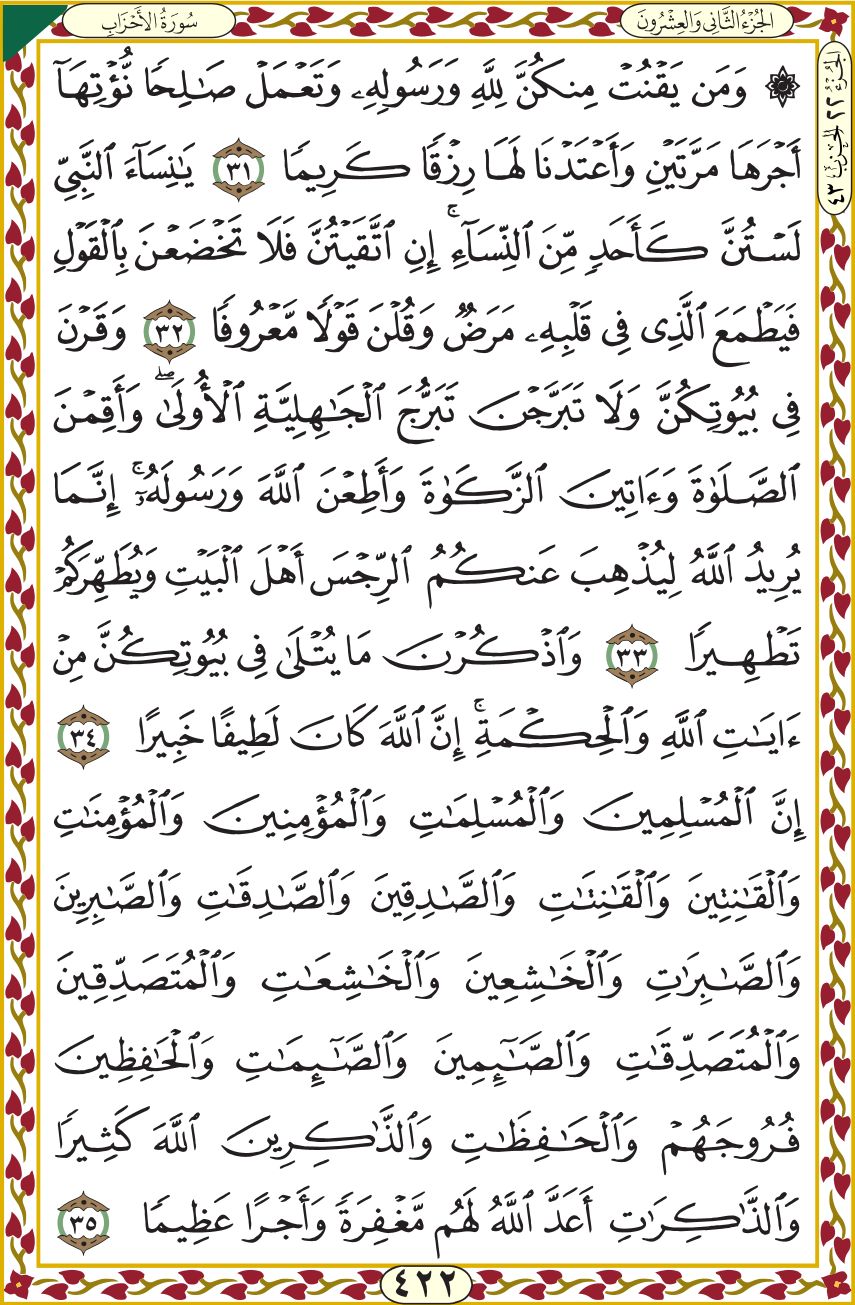 الجُزْءُ الثَّانِي وَالعِشْرُونَ
سُورَةُ الأَحْزَابِ
الجُزْءُ ٢٢ الحِزْبُ ٤٣
۞ وَمَن يَقْنُتْ مِنكُنَّ لِلَّهِ وَرَسُولِهِۦ وَتَعْمَلْ صَٰلِحًا نُّؤْتِهَآ
أَجْرَهَا مَرَّتَيْنِ وَأَعْتَدْنَا لَهَا رِزْقًا كَرِيمًا ٣١ يَٰنِسَآءَ ٱلنَّبِيِّ
لَسْتُنَّ كَأَحَدٍ مِّنَ ٱلنِّسَآءِ ۚ إِنِ ٱتَّقَيْتُنَّ فَلَا تَخْضَعْنَ بِٱلْقَوْلِ
فَيَطْمَعَ ٱلَّذِى فِى قَلْبِهِۦ مَرَضٌ وَقُلْنَ قَوْلًا مَّعْرُوفًا ٣٢ وَقَرْنَ
فِى بُيُوتِكُنَّ وَلَا تَبَرَّجْنَ تَبَرُّجَ ٱلْجَٰهِلِيَّةِ ٱلْأُولَىٰ ۖ وَأَقِمْنَ
ٱلصَّلَوٰةَ وَءَاتِينَ ٱلزَّكَوٰةَ وَأَطِعْنَ ٱللَّهَ وَرَسُولَهُۥٓ ۚ إِنَّمَا
يُرِيدُ ٱللَّهُ لِيُذْهِبَ عَنكُمُ ٱلرِّجْسَ أَهْلَ ٱلْبَيْتِ وَيُطَهِّرَكُمْ
تَطْهِيرًا ٣٣ وَٱذْكُرْنَ مَا يُتْلَىٰ فِى بُيُوتِكُنَّ مِنْ
ءَايَٰتِ ٱللَّهِ وَٱلْحِكْمَةِ ۚ إِنَّ ٱللَّهَ كَانَ لَطِيفًا خَبِيرًا ٣٤
إِنَّ ٱلْمُسْلِمِينَ وَٱلْمُسْلِمَٰتِ وَٱلْمُؤْمِنِينَ وَٱلْمُؤْمِنَٰتِ
وَٱلْقَٰنِتِينَ وَٱلْقَٰنِتَٰتِ وَٱلصَّٰدِقِينَ وَٱلصَّٰدِقَٰتِ وَٱلصَّٰبِرِينَ
وَٱلصَّٰبِرَٰتِ وَٱلْخَٰشِعِينَ وَٱلْخَٰشِعَٰتِ وَٱلْمُتَصَدِّقِينَ
وَٱلْمُتَصَدِّقَٰتِ وَٱلصَّٰٓئِمِينَ وَٱلصَّٰٓئِمَٰتِ وَٱلْحَٰفِظِينَ
فُرُوجَهُمْ وَٱلْحَٰفِظَٰتِ وَٱلذَّٰكِرِينَ ٱللَّهَ كَثِيرًا
وَٱلذَّٰكِرَٰتِ أَعَدَّ ٱللَّهُ لَهُم مَّغْفِرَةً وَأَجْرًا عَظِيمًا ٣٥
٤٢٢